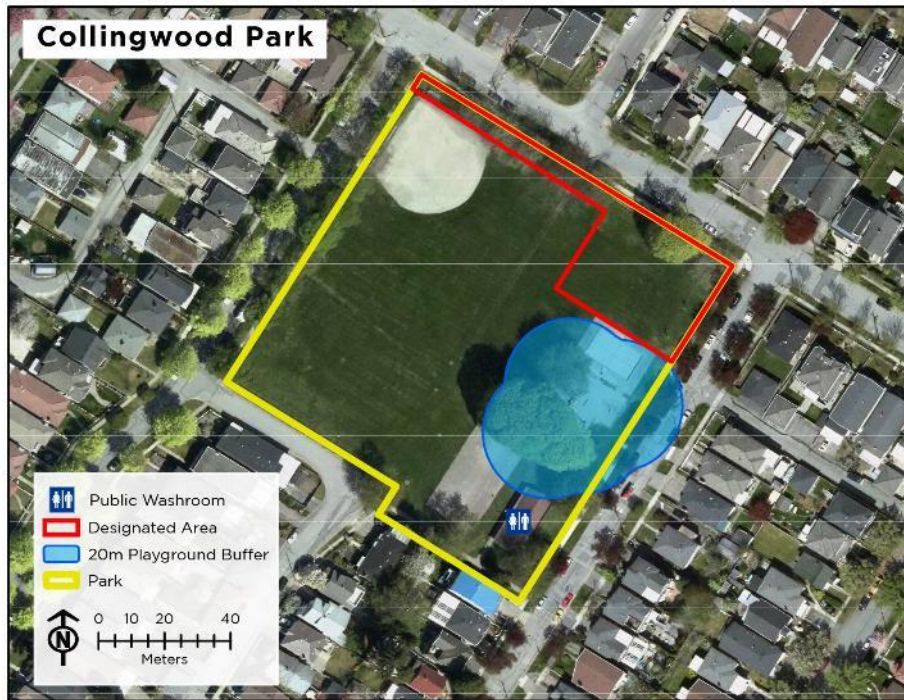 Collingwood Park
Public Washroom
Designated Area
20m Playground Buffer
Park
N
0 10 20 40
Meters